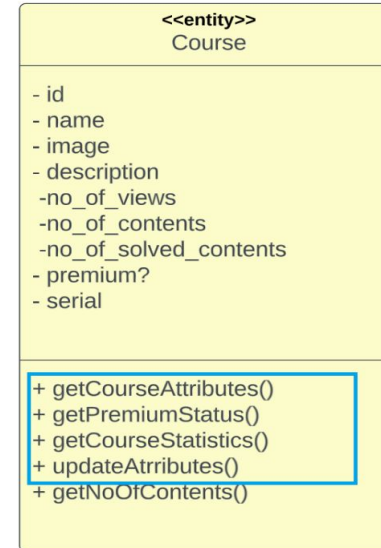 <<entity>>
Course
- id
- name
- image
- description
-no_of_views
-no_of_contents
-no_of_solved_contents
- premium?
- serial
+ getCourseAttributes()
+ getPremiumStatus()
+ getCourseStatistics()
+ updateAtrributes()
+ getNoOfContents()